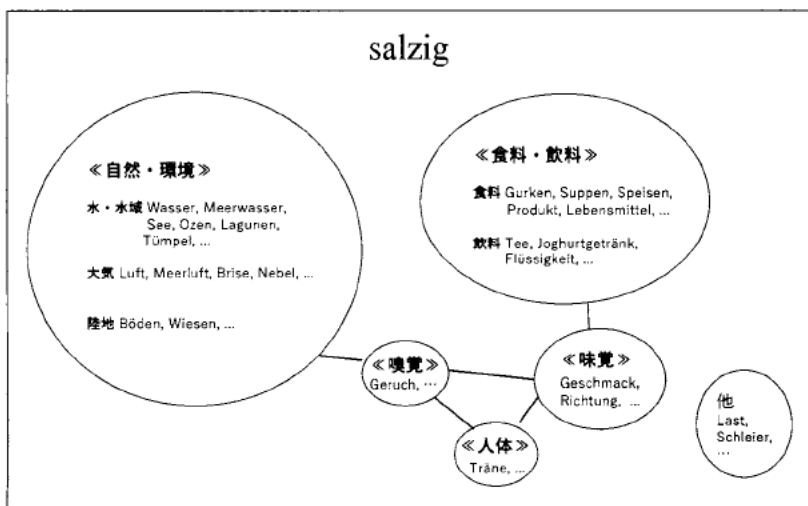 salzig
≪自然・環境≫
水・水域 Wasser, Meerwasser,
See, Ozen, Lagunen,
Tümpel, ...
大気 Luft, Meerluft, Brise, Nebel, ...
陸地 Böden, Wiesen, ...
≪食料・飲料≫
食料 Gurken, Suppen, Speisen,
Produkt, Lebensmittel, ...
飲料 Tee, Joghurtgetränk,
Flüssigkeit, ...
≪嗅覚≫
Geruch, ...
≪味覚≫
Geschmack,
Richtung, ...
≪人体≫
Träne, ...
他
Last,
Schleier,
...